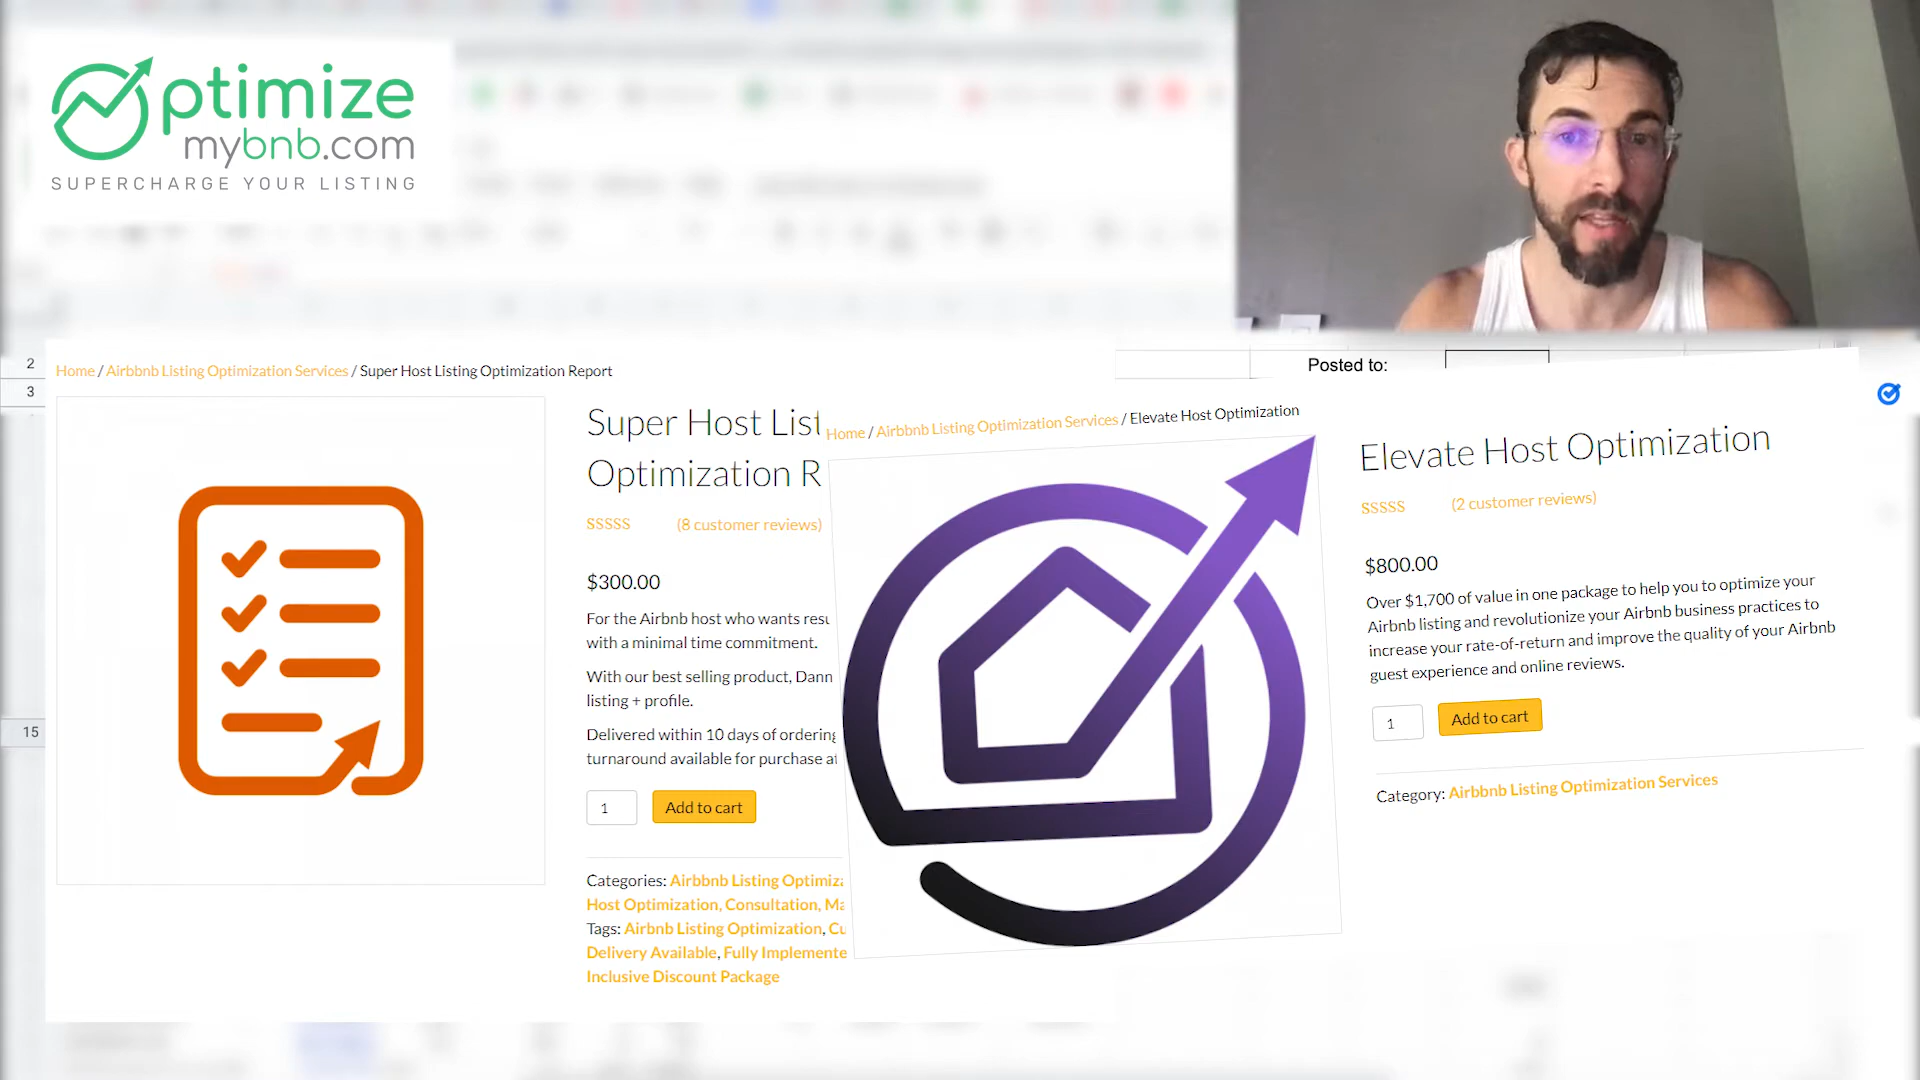 Optimize
mybnb.com
SUPERCHARGE YOUR LISTING
2
3
15
Posted to:
Home / Airbbnb Listing Optimization Services / Super Host Listing Optimization Report
Super Host List
Optimization R
SSSSS (8 customer reviews)
$300.00
For the Airbnb host who wants resu
with a minimal time commitment.
With our best selling product, Dann
listing + profile.
Delivered within 10 days of ordering
turnaround available for purchase at
1 Add to cart
Categories: Airbbnb Listing Optimiza
Host Optimization, Consultation, Ma
Tags: Airbnb Listing Optimization, Cu
Delivery Available, Fully Implemente
Inclusive Discount Package
Home / Airbbnb Listing Optimization Services / Elevate Host Optimization
Elevate Host Optimization
SSSSS (2 customer reviews)
$800.00
Over $1,700 of value in one package to help you to optimize your
Airbnb listing and revolutionize your Airbnb business practices to
increase your rate-of-return and improve the quality of your Airbnb
guest experience and online reviews.
1 Add to cart
Category: Airbbnb Listing Optimization Services